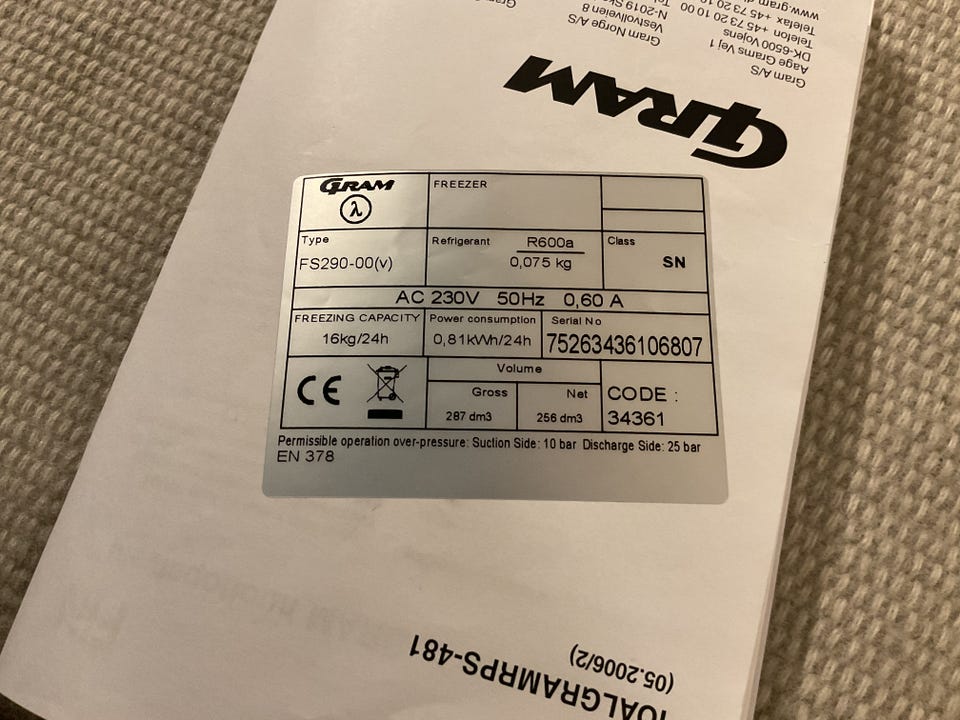 GRAM
FREEZER
λ
Type
FS290-00(v)
Refrigerant
R600a
0,075 kg
Class
SN
AC 230V 50Hz 0,60 A
FREEZING CAPACITY
16kg/24h
Power consumption
0,81kWh/24h
Serial No
75263436106807
CE
Volume
Gross
287 dm3
Net
256 dm3
CODE :
34361
Permissible operation over-pressure: Suction Side: 10 bar Discharge Side: 25 bar
EN 378
GRAM
Gram A/S
Aage Grams Vej 1
DK-6500 Vojens
Telefon +45 73 20 10 00
Telefax +45 73 20 10
www.gram
Gram Norge A/S
Vestvollveien 8
N-2019
OALGRAMRPS-481
(05.2006/2)